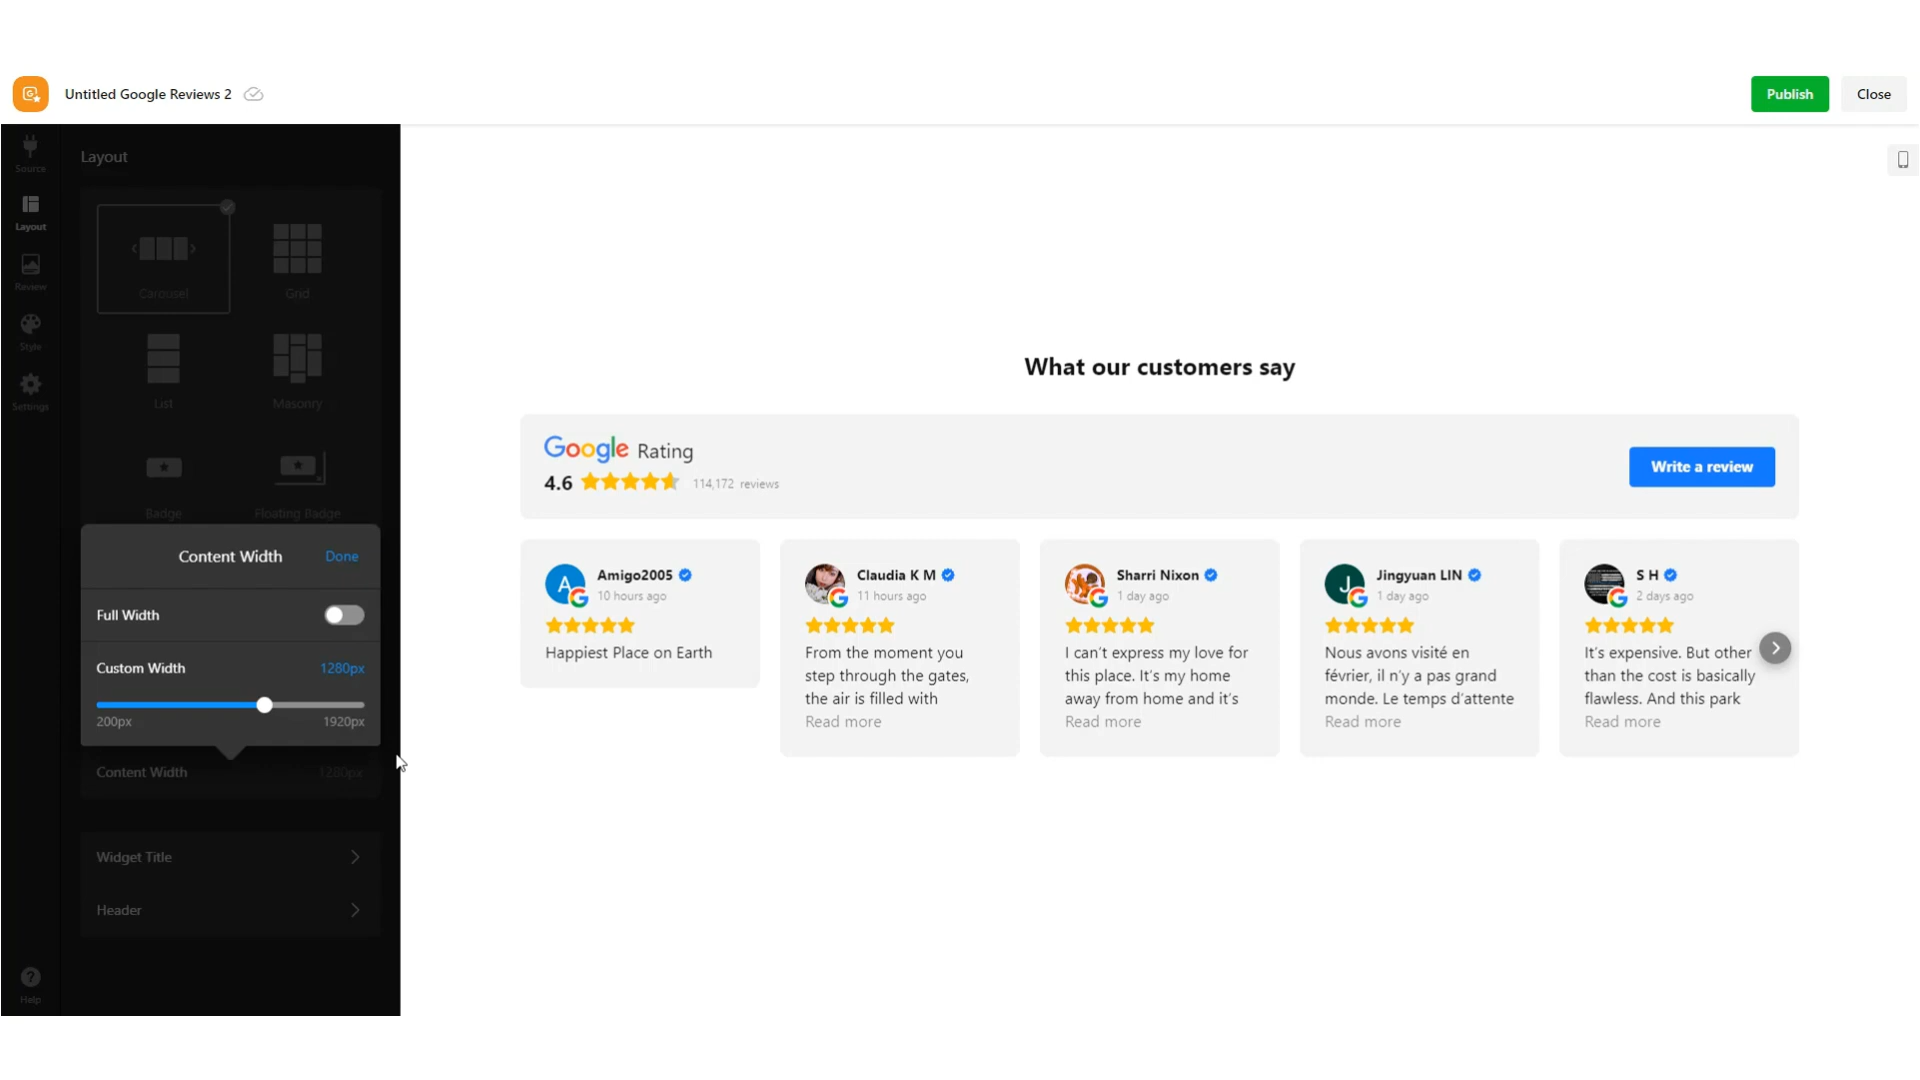 Untitled Google Reviews 2
Publish
Close
Source
Layout
Review
Style
Settings
Help
Layout
Carousel
Grid
List
Masonry
Badge
Floating Badge
Content Width
Done
Full Width
Custom Width
1280px
200px
1920px
Content Width
1280px
Widget Title
Header
What our customers say
Google Rating
4.6
114,172 reviews
Write a review
A
Amigo2005
10 hours ago
Happiest Place on Earth
Claudia K M
11 hours ago
From the moment you
step through the gates,
the air is filled with
Read more
Sharri Nixon
1 day ago
I can't express my love for
this place. It's my home
away from home and it's
Read more
J
Jingyuan LIN
1 day ago
Nous avons visité en
février, il n'y a pas grand
monde. Le temps d'attente
Read more
S H
2 days ago
It's expensive. But other
than the cost is basically
flawless. And this park
Read more